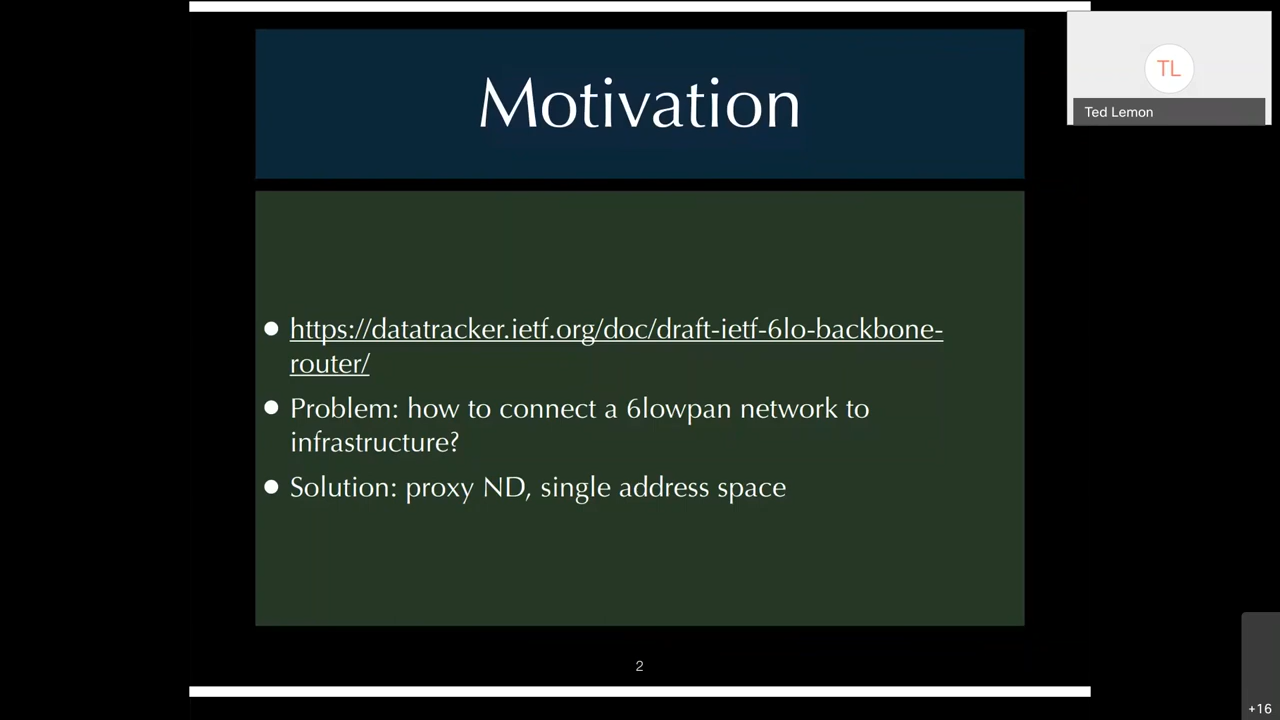 Motivation
TL
Ted Lemon
● https://datatracker.ietf.org/doc/draft-ietf-6lo-backbone-
router/
● Problem: how to connect a 6lowpan network to
infrastructure?
● Solution: proxy ND, single address space
2
+16